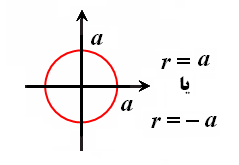 a
r = a
یا
a
r = - a